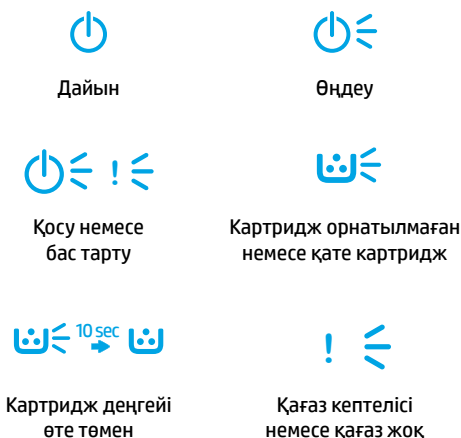 Дайын
Өңдеу
!
Қосу немесе
бас тарту
Картридж орнатылмаған
немесе қате картридж
10 sec
Картридж деңгейі
өте төмен
!
Қағаз кептелісі
немесе қағаз жоқ